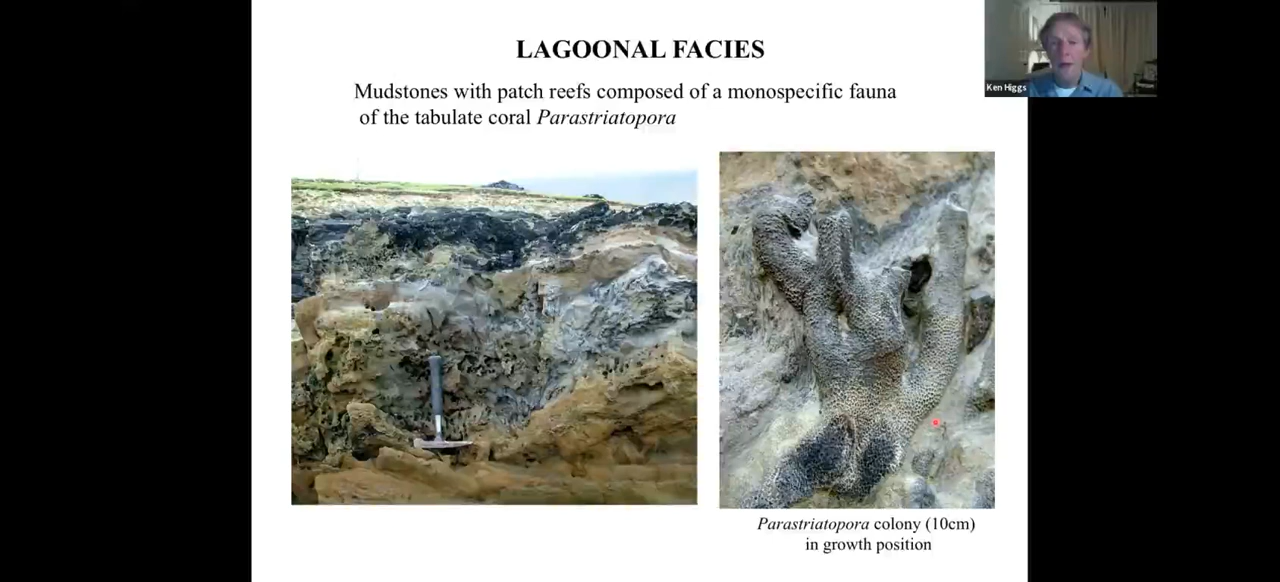 LAGOONAL FACIES
Mudstones with patch reefs composed of a monospecific fauna
of the tabulate coral Parastriatopora
Ken Higgs
Parastriatopora colony (10cm)
in growth position